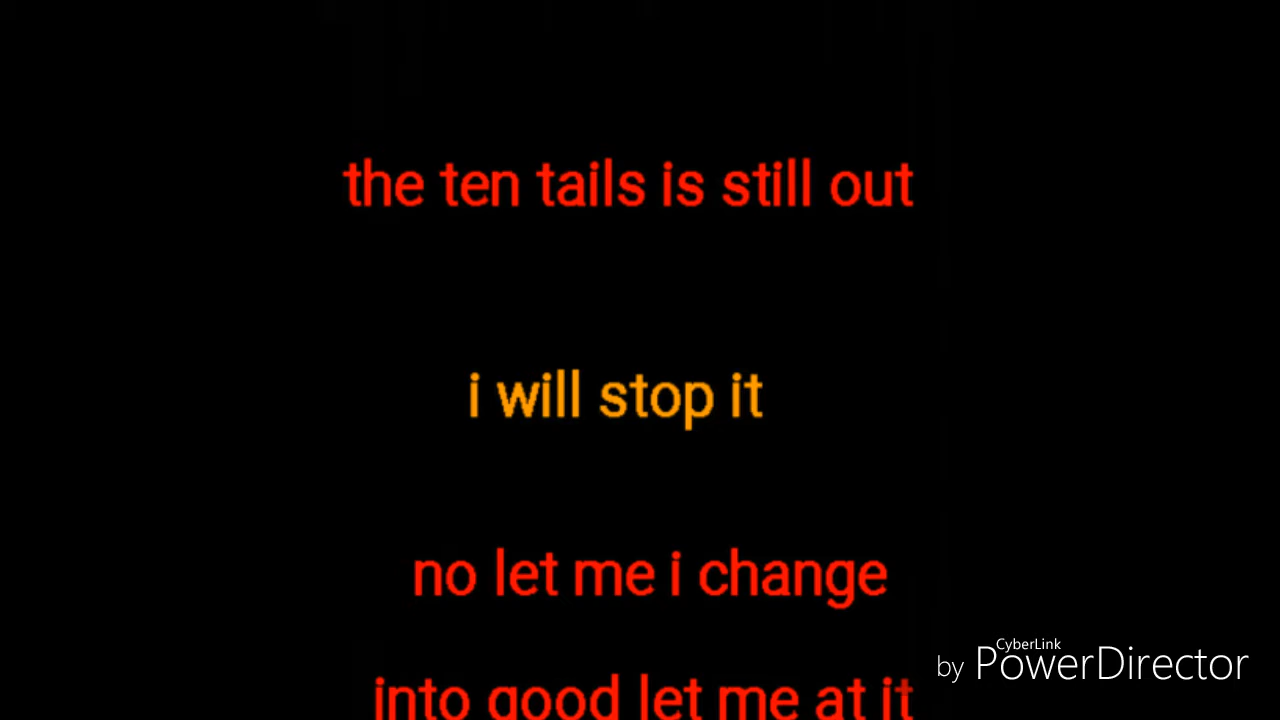 the ten tails is still out
i will stop it
no let me i change
into good let me at it
CyberLink
by PowerDirector